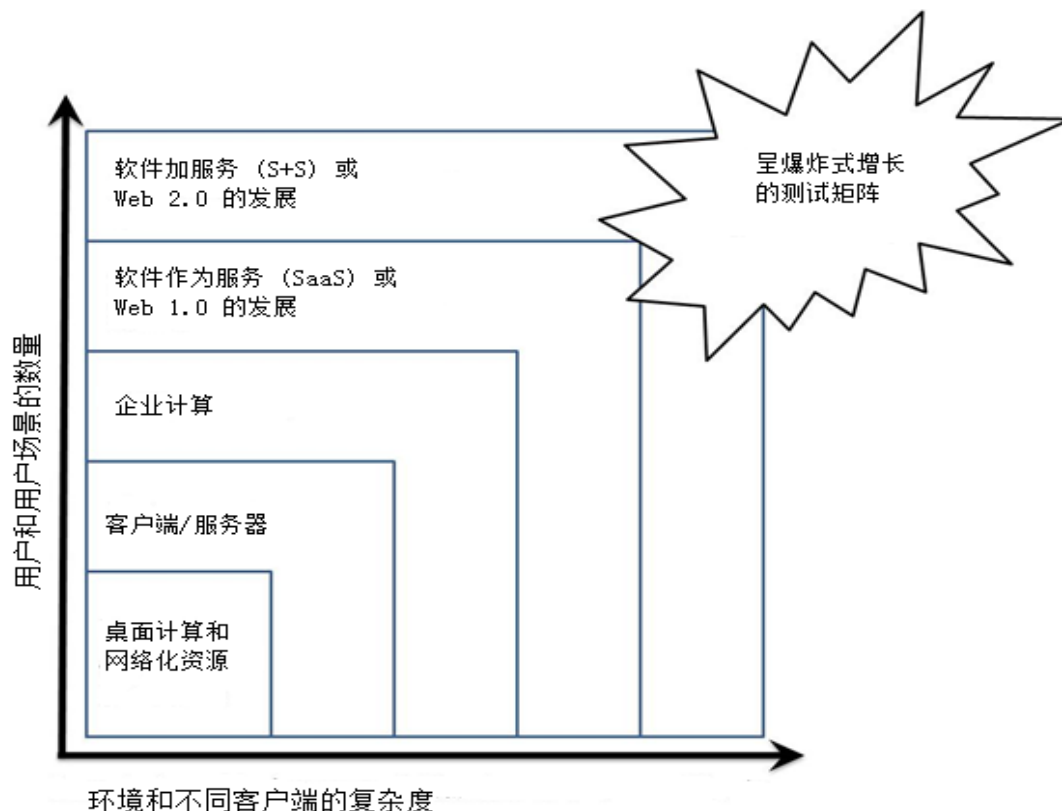 软件加服务 (S+S) 或
Web 2.0 的发展
呈爆炸式增长
的测试矩阵
软件作为服务 (SaaS) 或
Web 1.0 的发展
企业计算
客户端/服务器
桌面计算和
网络化资源
用户和用户场景的数量
环境和不同客户端的复杂度